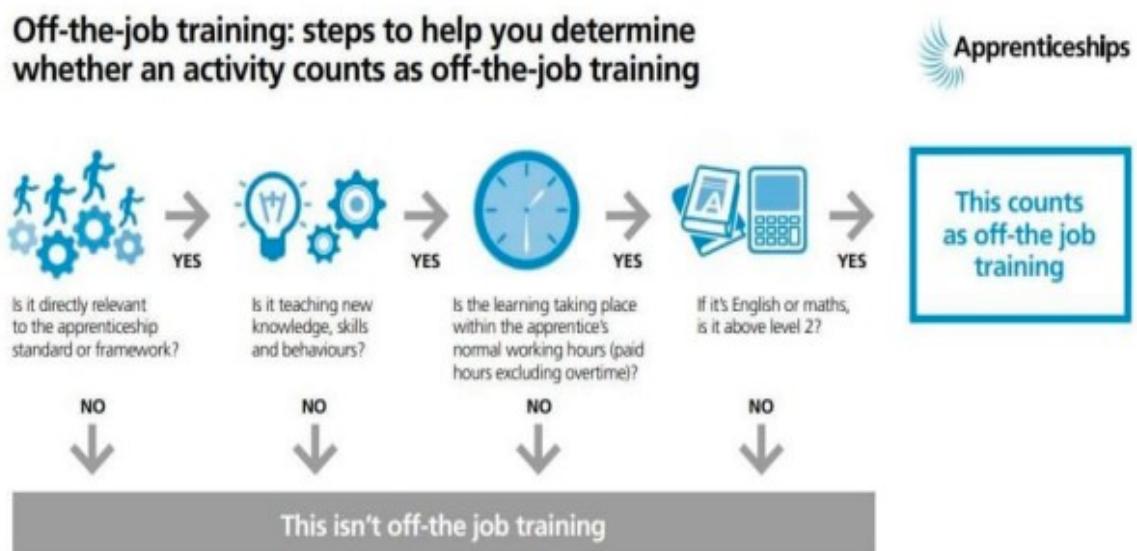 Off-the-job training: steps to help you determine
whether an activity counts as off-the-job training
Apprenticeships
YES
YES
YES
YES
Is it directly relevant
to the apprenticeship
standard or framework?
Is it teaching new
knowledge, skills
and behaviours?
Is the learning taking place
within the apprentice's
normal working hours (paid
hours excluding overtime)?
A
If it's English or maths,
is it above level 2?
This counts
as off-the job
training
NO
NO
NO
NO
This isn't off-the job training